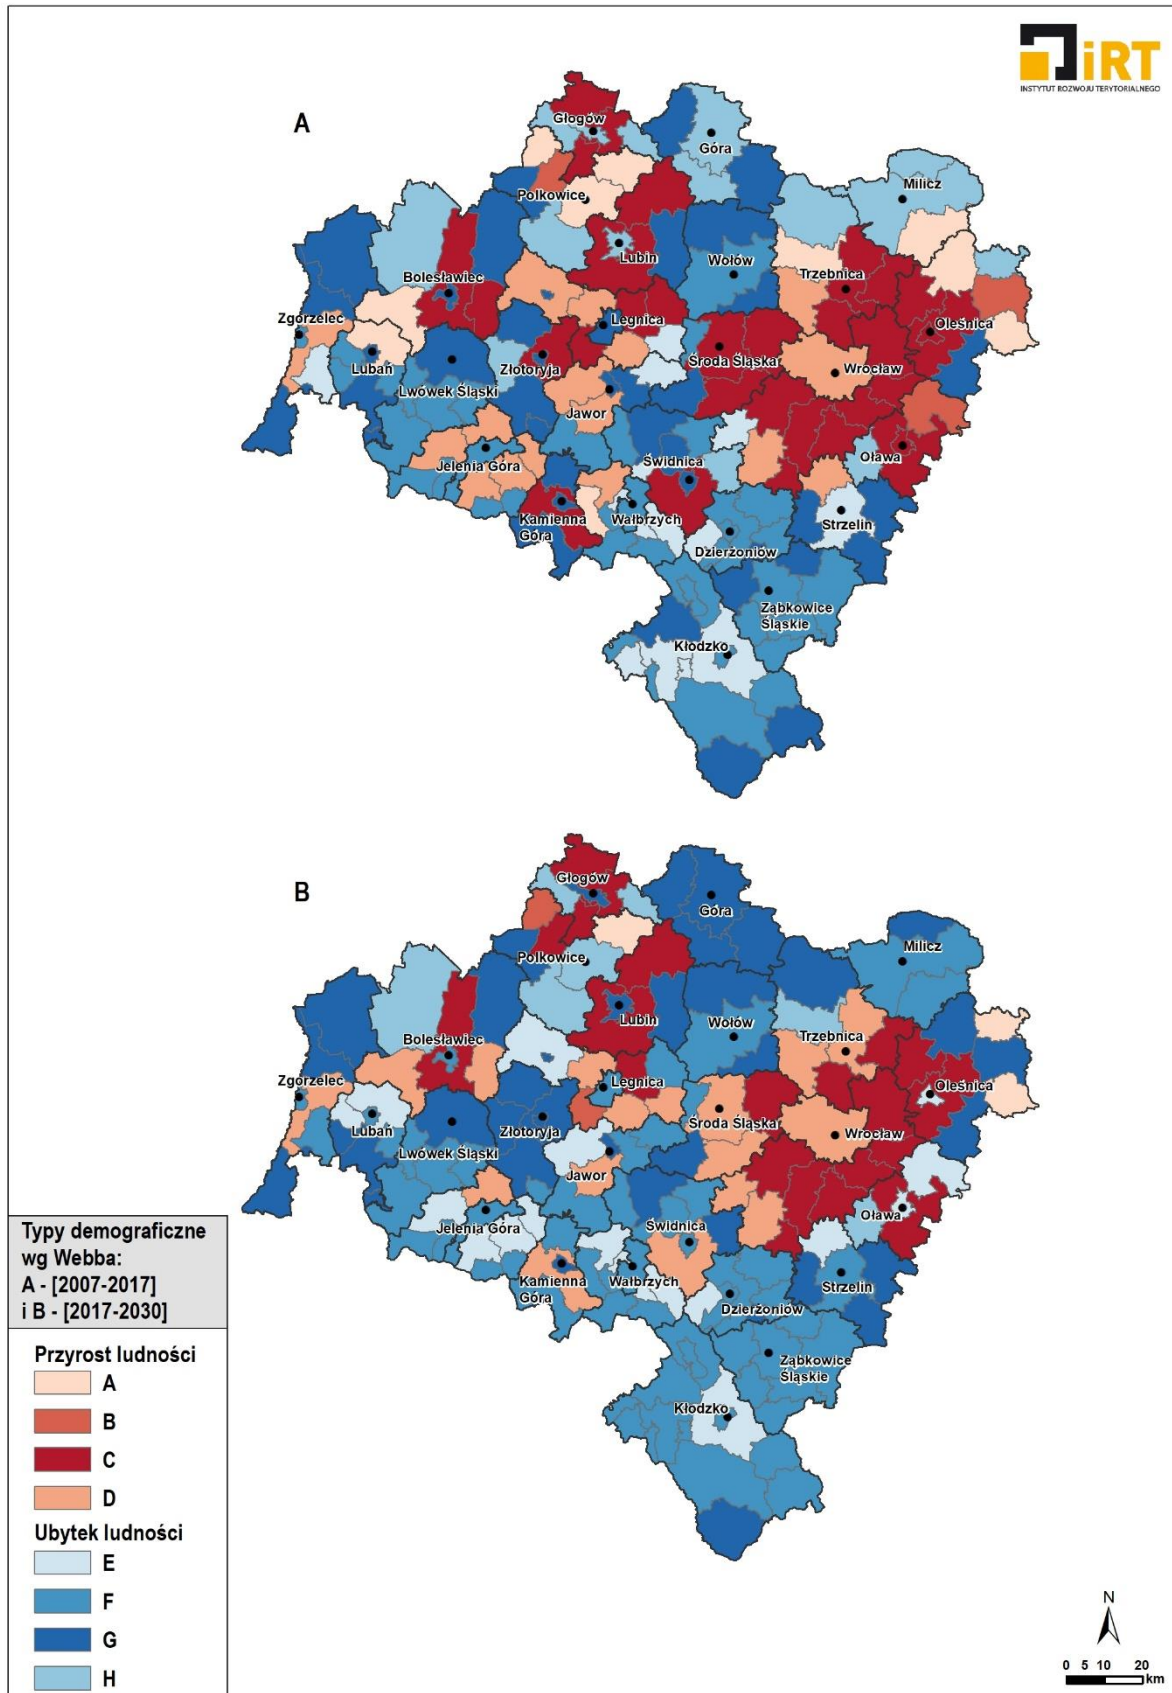 iRT
INSTYTUT ROZWOJU TERYTORIALNEGO
A
Głogów
Góra
Polkowice
Milicz
Lubin
Wołów
Trzebnica
Bolesławiec
Zgorzelec
Legnica
Oleśnica
Lubań
Złotoryja
Środa Śląska
Wrocław
Lwówek Śląski
Jawor
Oława
Jelenia Góra
Świdnica
Kamienna
Góra
Wałbrzych
Strzelin
Dzierżoniów
Ząbkowice
Śląskie
Kłodzko
B
Głogów
Góra
Polkowice
Milicz
Lubin
Wołów
Trzebnica
Bolesławiec
Zgorzelec
Legnica
Oleśnica
Lubań
Złotoryja
Środa Śląska
Wrocław
Lwówek Śląski
Jawor
Oława
Jelenia Góra
Świdnica
Kamienna
Góra
Wałbrzych
Strzelin
Dzierżoniów
Ząbkowice
Śląskie
Kłodzko
Typy demograficzne
wg Webba:
A - [2007-2017]
i B - [2017-2030]
Przyrost ludności
A
B
C
D
Ubytek ludności
E
F
G
H
N
0 5 10 20
km